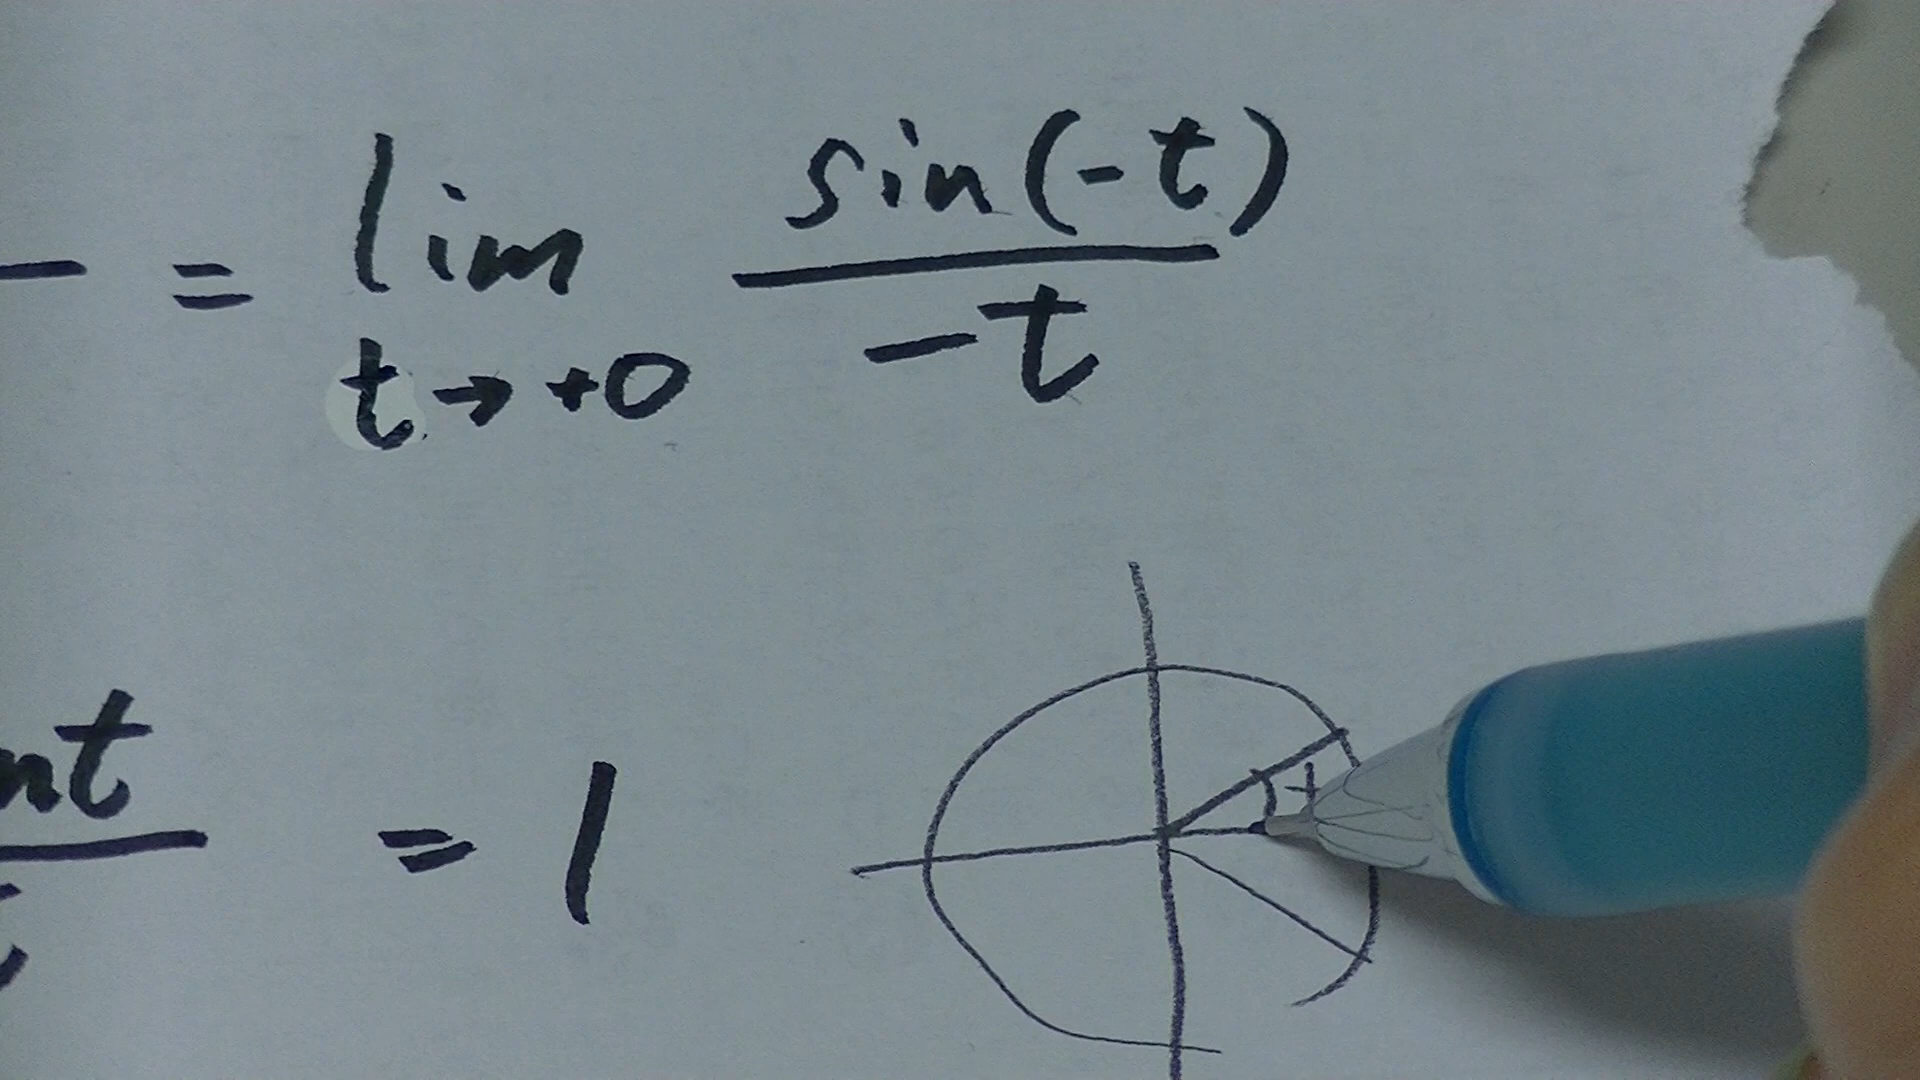 = lim sin(-t)
t → +0 -t
nt = 1
t